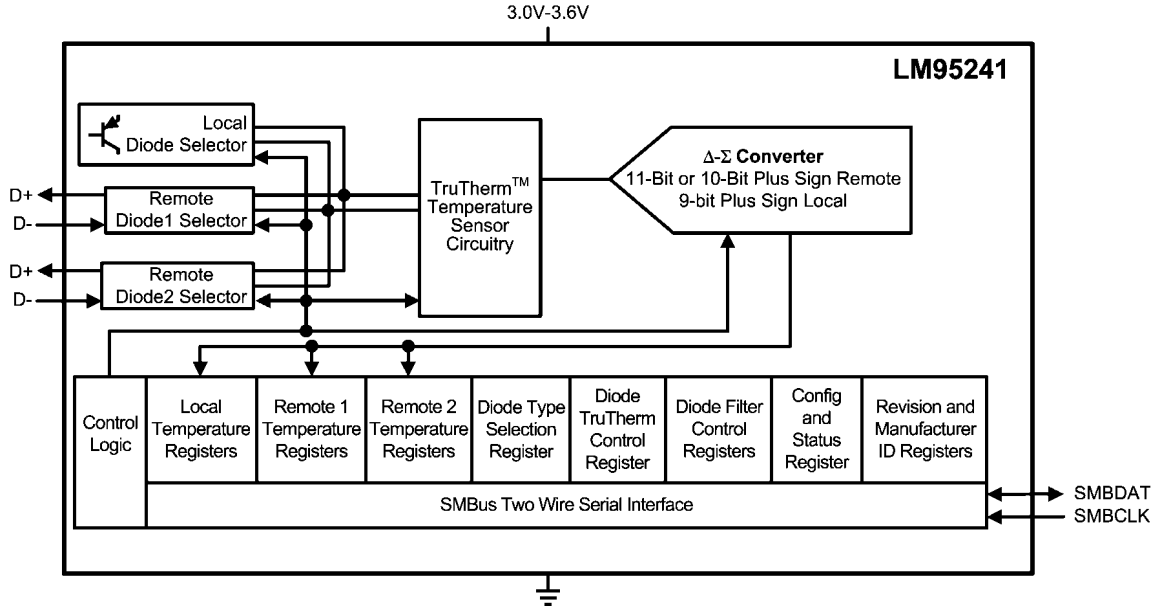 3.0V-3.6V
LM95241
Local
Diode Selector
D+
D-
Remote
Diode1 Selector
D+
D-
Remote
Diode2 Selector
TruTherm™
Temperature
Sensor
Circuitry
Δ-Σ Converter
11-Bit or 10-Bit Plus Sign Remote
9-bit Plus Sign Local
Control
Logic
Local
Temperature
Registers
Remote 1
Temperature
Registers
Remote 2
Temperature
Registers
Diode Type
Selection
Register
Diode
TruTherm
Control
Register
Diode Filter
Control
Registers
Config
and
Status
Register
Revision and
Manufacturer
ID Registers
SMBus Two Wire Serial Interface
SMBDAT
SMBCLK